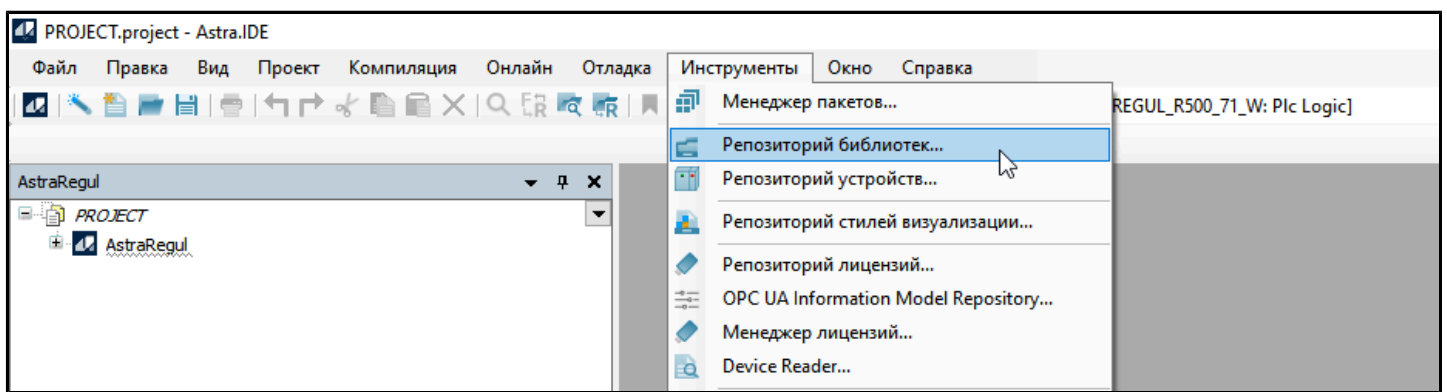 PROJECT.project - Astra.IDE
Файл Правка Вид Проект Компиляция Онлайн Отладка Инструменты Окно Справка
REGUL_R500_71_W: Plc Logic]
AstraRegul
PROJECT
AstraRegul
Менеджер пакетов...
Репозиторий библиотек...
Репозиторий устройств...
Репозиторий стилей визуализации...
Репозиторий лицензий...
OPC UA Information Model Repository...
Менеджер лицензий...
Device Reader...